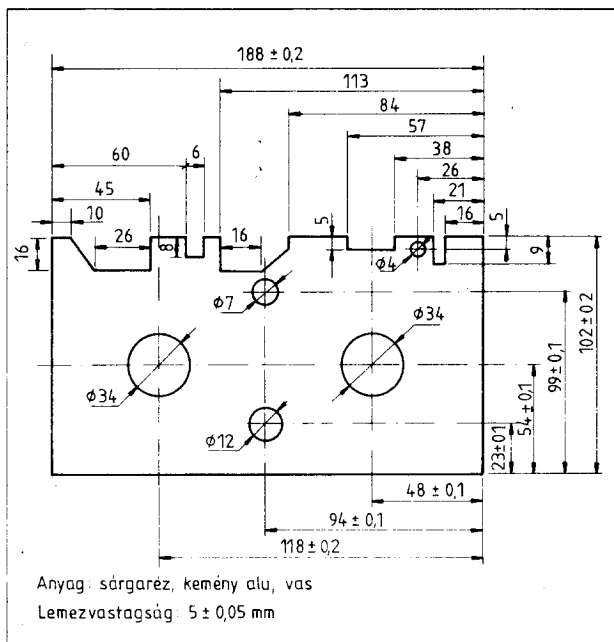 188 ± 0,2
113
84
57
60
6
38
26
45
21
10
16
5
5
16
26
8
16
9
φ4
φ7
φ34
φ34
φ12
102 ± 0,2
99 ± 0,1
54 ± 0,1
23 ± 01
48 ± 0,1
94 ± 0,1
118 ± 0,2
Anyag: sárgaréz, kemény alu, vas
Lemezvastagság: 5 ± 0,05 mm